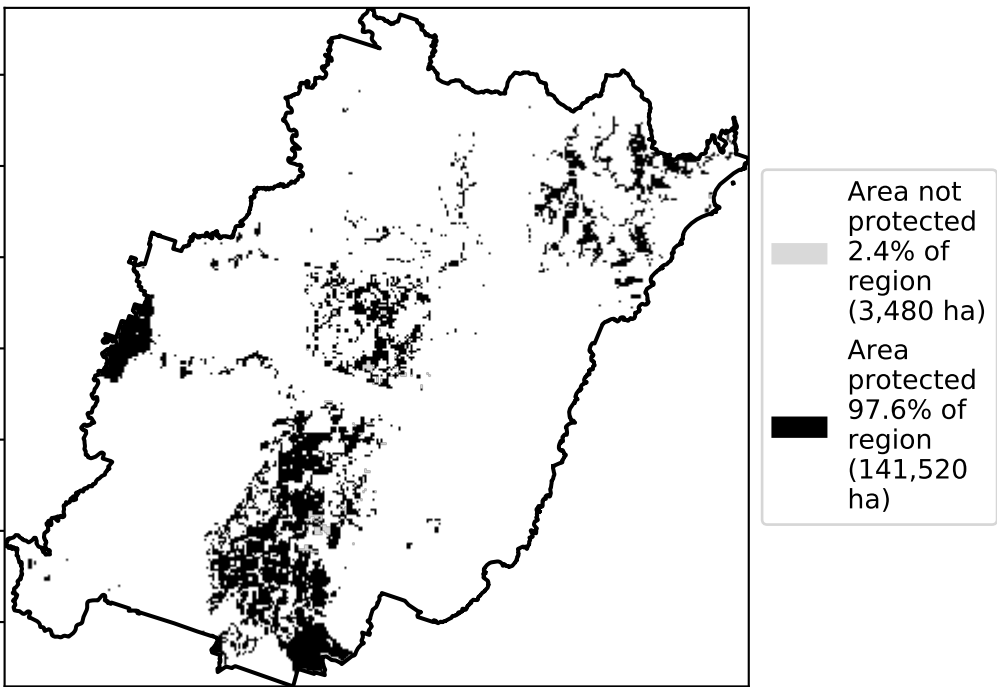 Area not
protected
2.4% of
region
(3,480 ha)
Area
protected
97.6% of
region
(141,520
ha)